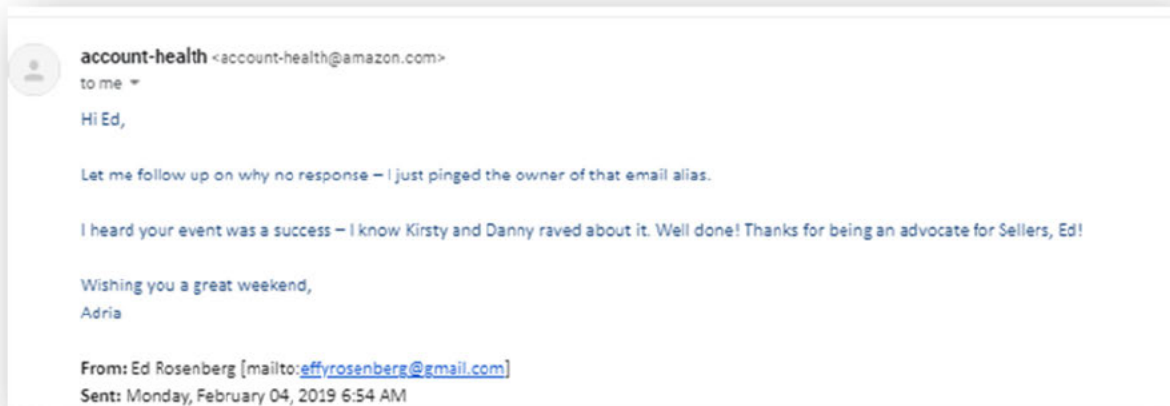 account-health <account-health@amazon.com>
to me
Hi Ed,
Let me follow up on why no response – I just pinged the owner of that email alias.
I heard your event was a success – I know Kirsty and Danny raved about it. Well done! Thanks for being an advocate for Sellers, Ed!
Wishing you a great weekend,
Adria
From: Ed Rosenberg [mailto:effyrosenberg@gmail.com]
Sent: Monday, February 04, 2019 6:54 AM